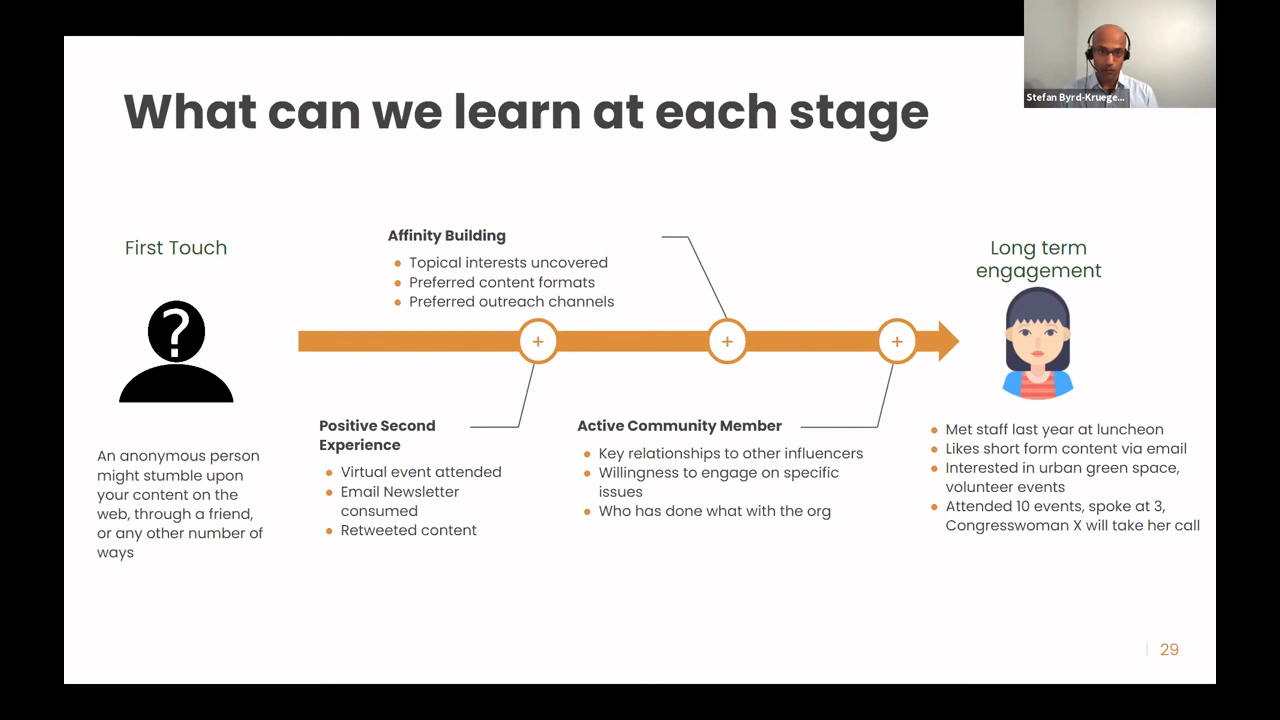 Stefan Byrd-Kruege...
What can we learn at each stage
First Touch
?
An anonymous person
might stumble upon
your content on the
web, through a friend,
or any other number of
ways
Affinity Building
Topical interests uncovered
Preferred content formats
Preferred outreach channels
+
+
+
Positive Second
Experience
Virtual event attended
Email Newsletter
consumed
Retweeted content
Active Community Member
Key relationships to other influencers
Willingness to engage on specific
issues
Who has done what with the org
Long term
engagement
Met staff last year at luncheon
Likes short form content via email
Interested in urban green space,
volunteer events
Attended 10 events, spoke at 3,
Congresswoman X will take her call
29